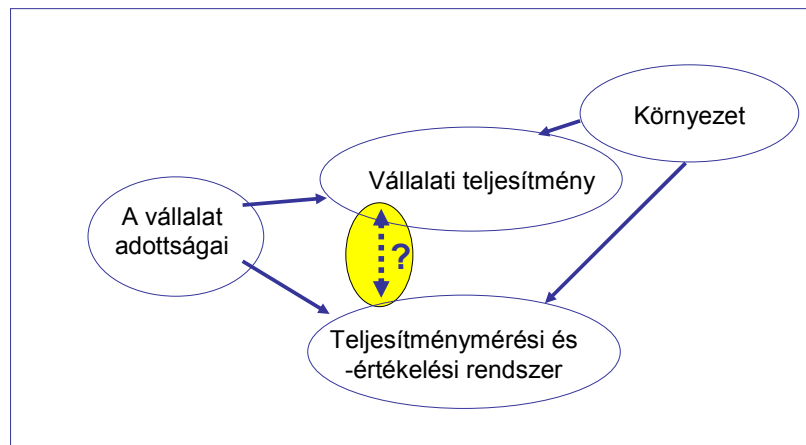 Környezet
Vállalati teljesítmény
A vállalat
adottságai
?
Teljesítménymérési és
-értékelési rendszer